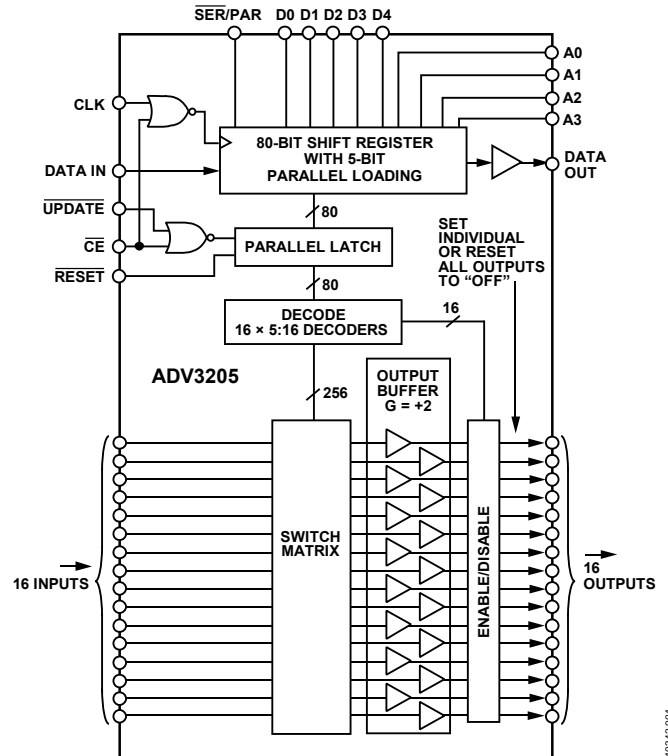 SER/PAR D0 D1 D2 D3 D4
A0
A1
A2
A3
CLK
80-BIT SHIFT REGISTER
WITH 5-BIT
PARALLEL LOADING
DATA IN
DATA
OUT
UPDATE
80
CE
PARALLEL LATCH
RESET
SET
INDIVIDUAL
OR RESET
ALL OUTPUTS
TO “OFF”
80
DECODE
16 × 5:16 DECODERS
16
ADV3205
256
OUTPUT
BUFFER
G = +2
SWITCH
MATRIX
ENABLE/DISABLE
16 INPUTS
16
OUTPUTS